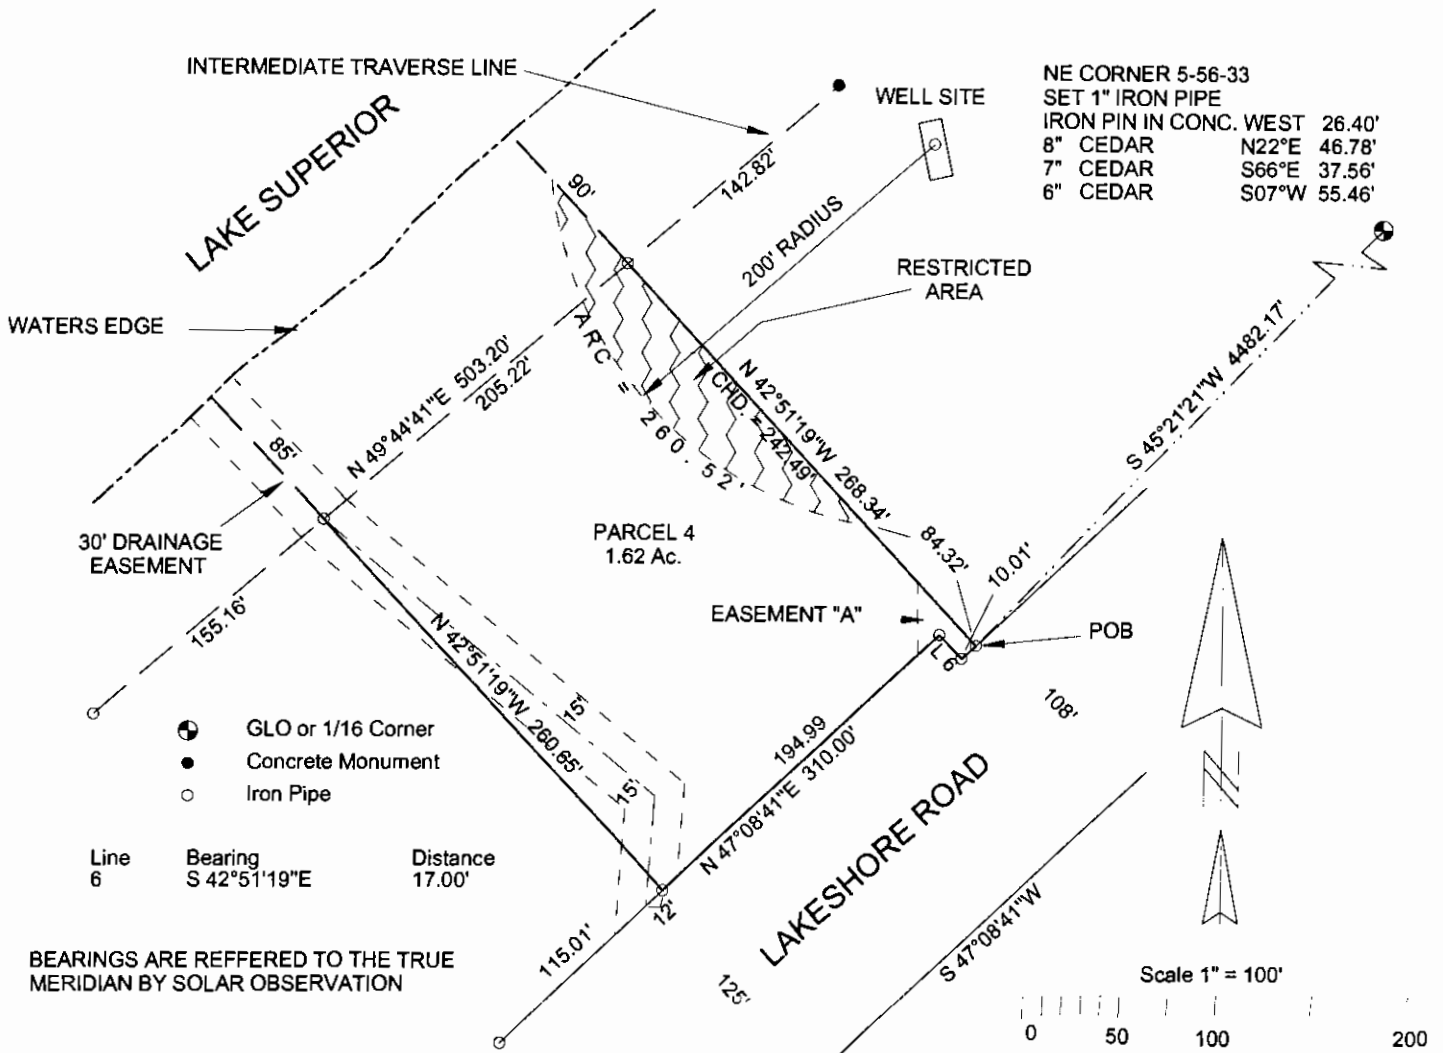 INTERMEDIATE TRAVERSE LINE
LAKE SUPERIOR
WELL SITE
NE CORNER 5-56-33
SET 1" IRON PIPE
IRON PIN IN CONC. WEST 26.40'
8" CEDAR N22°E 46.78'
7" CEDAR S66°E 37.56'
6" CEDAR S07°W 55.46'
142.82'
90'
200' RADIUS
RESTRICTED
AREA
WATERS EDGE
ARC = 260.52'
CHD. = 242.49'
N 42°51'19"W 268.34'
N 49°44'41"E 503.20'
205.22'
S 45°21'21"W 4482.17'
85'
30' DRAINAGE
EASEMENT
PARCEL 4
1.62 Ac.
84.32'
10.01'
EASEMENT "A"
POB
L 6
155.16'
N 42°51'19"W 260.65'
15'
15'
108'
GLO or 1/16 Corner
Concrete Monument
Iron Pipe
194.99
N 47°08'41"E 310.00'
LAKESHORE ROAD
N
Line Bearing Distance
6 S 42°51'19"E 17.00'
12'
115.01'
125'
S 47°08'41"W
BEARINGS ARE REFFERED TO THE TRUE
MERIDIAN BY SOLAR OBSERVATION
Scale 1" = 100'
0 50 100 200